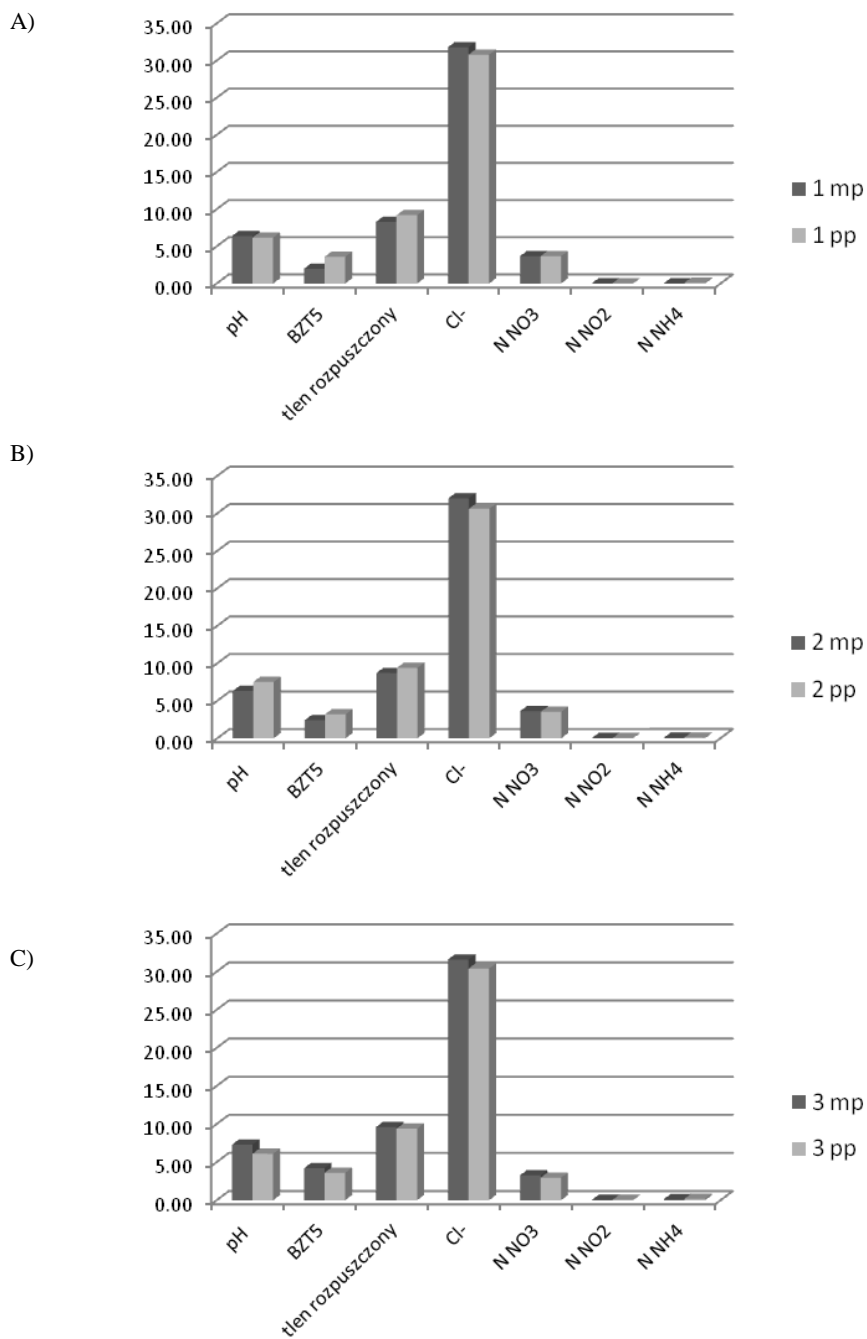 A)
35.00
30.00
25.00
20.00
15.00
10.00
5.00
0.00
pH
BZT5
tlen rozpuszczony
Cl-
N NO3
N NO2
N NH4
1 mp
1 pp
B)
35.00
30.00
25.00
20.00
15.00
10.00
5.00
0.00
pH
BZT5
tlen rozpuszczony
Cl-
N NO3
N NO2
N NH4
2 mp
2 pp
C)
35.00
30.00
25.00
20.00
15.00
10.00
5.00
0.00
pH
BZT5
tlen rozpuszczony
Cl-
N NO3
N NO2
N NH4
3 mp
3 pp